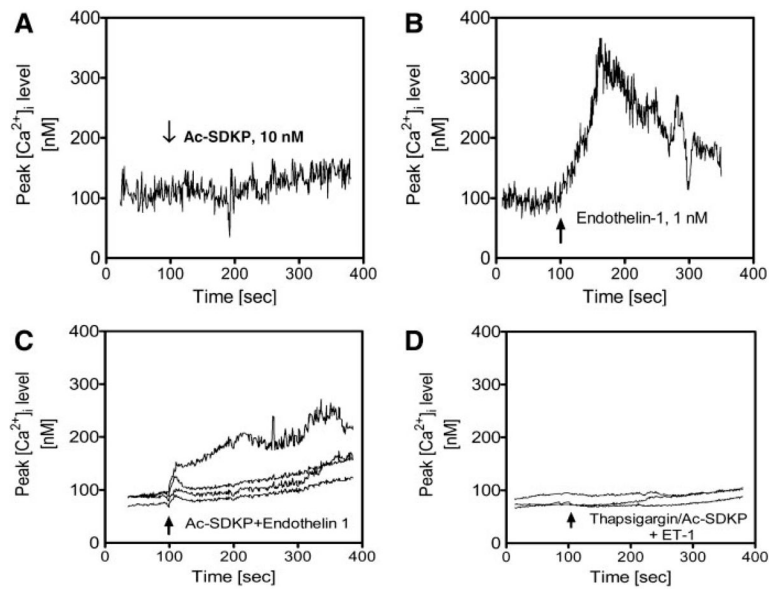 A
Peak [Ca²⁺]ᵢ level
[nM]
400
300
200
100
0
↓ Ac-SDKP, 10 nM
0 100 200 300 400
Time [sec]
B
Peak [Ca²⁺]ᵢ level
[nM]
400
300
200
100
0
Endothelin-1, 1 nM
0 100 200 300 400
Time [sec]
C
Peak [Ca²⁺]ᵢ level
[nM]
400
300
200
100
0
Ac-SDKP+Endothelin 1
0 100 200 300 400
Time [sec]
D
Peak [Ca²⁺]ᵢ level
[nM]
400
300
200
100
0
Thapsigargin/Ac-SDKP
+ ET-1
0 100 200 300 400
Time [sec]